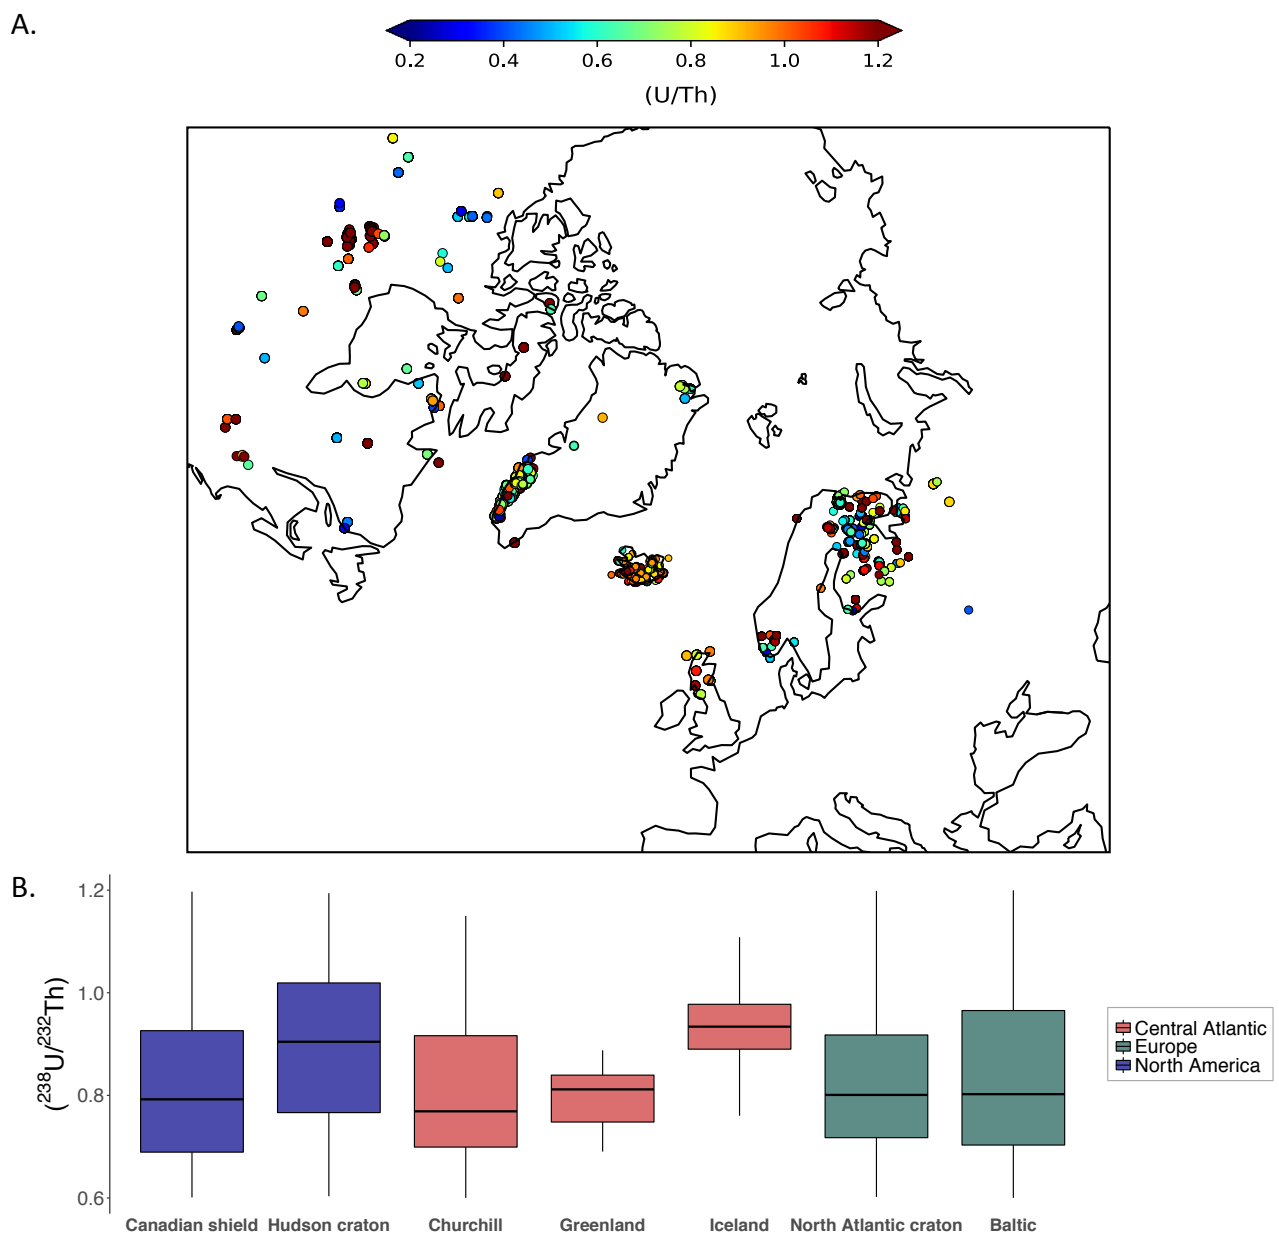 A.
0.2 0.4 0.6 0.8 1.0 1.2
(U/Th)
B.
1.2
1.0
0.8
0.6
(²³⁸U/²³²Th)
Canadian shield Hudson craton Churchill Greenland Iceland North Atlantic craton Baltic
Central Atlantic
Europe
North America